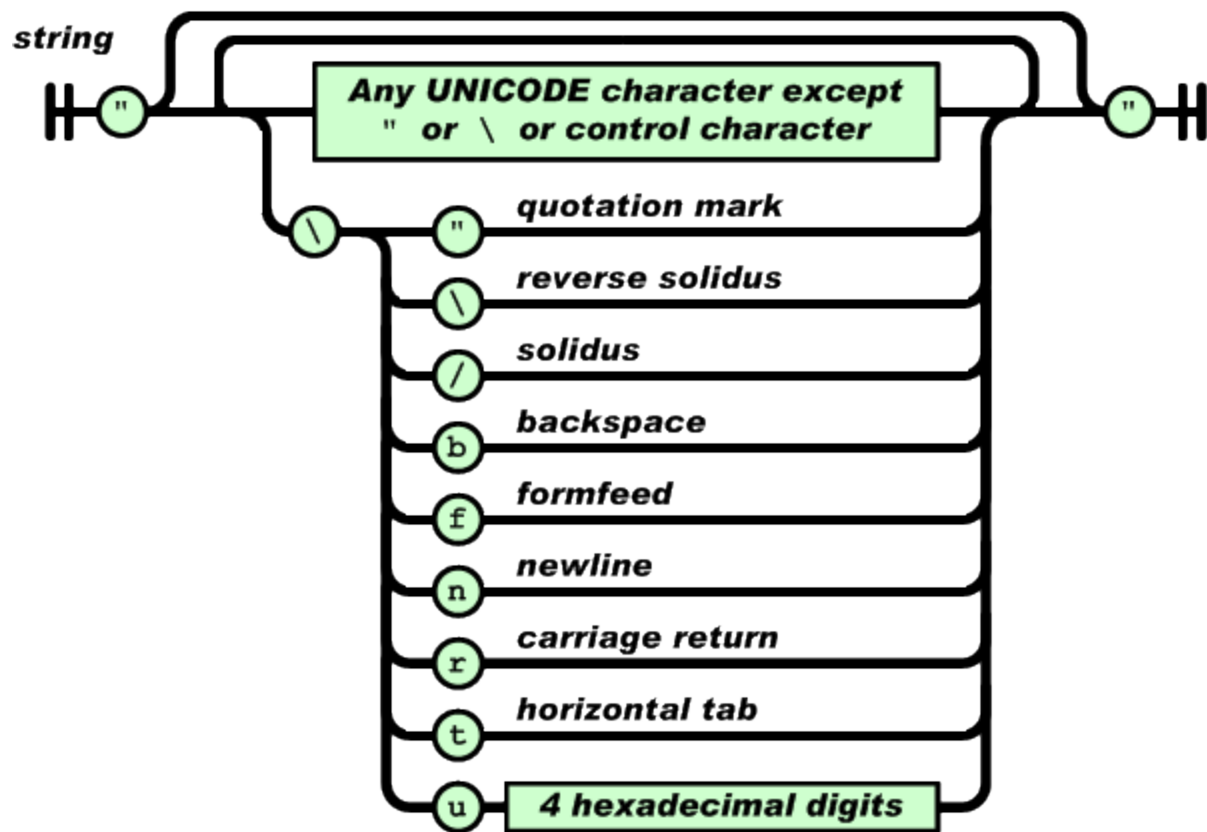 string
" Any UNICODE character except "
" or \ or control character
\ " quotation mark
\ reverse solidus
/ solidus
b backspace
f formfeed
n newline
r carriage return
t horizontal tab
u 4 hexadecimal digits